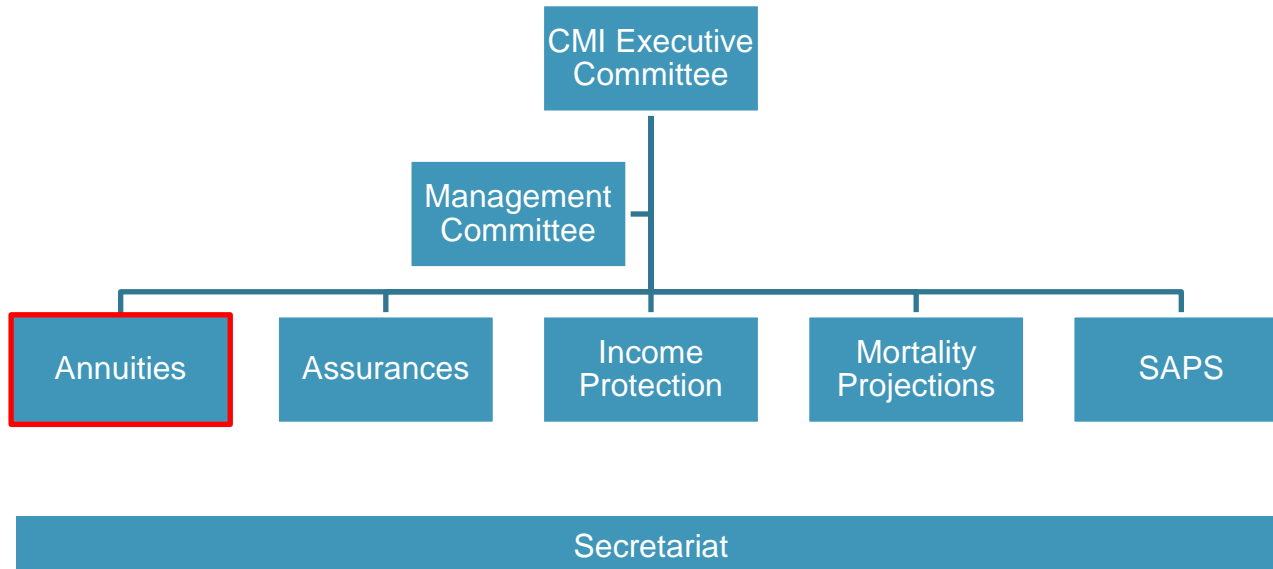 CMI Executive
Committee
Management
Committee
Annuities
Assurances
Income
Protection
Mortality
Projections
SAPS
Secretariat